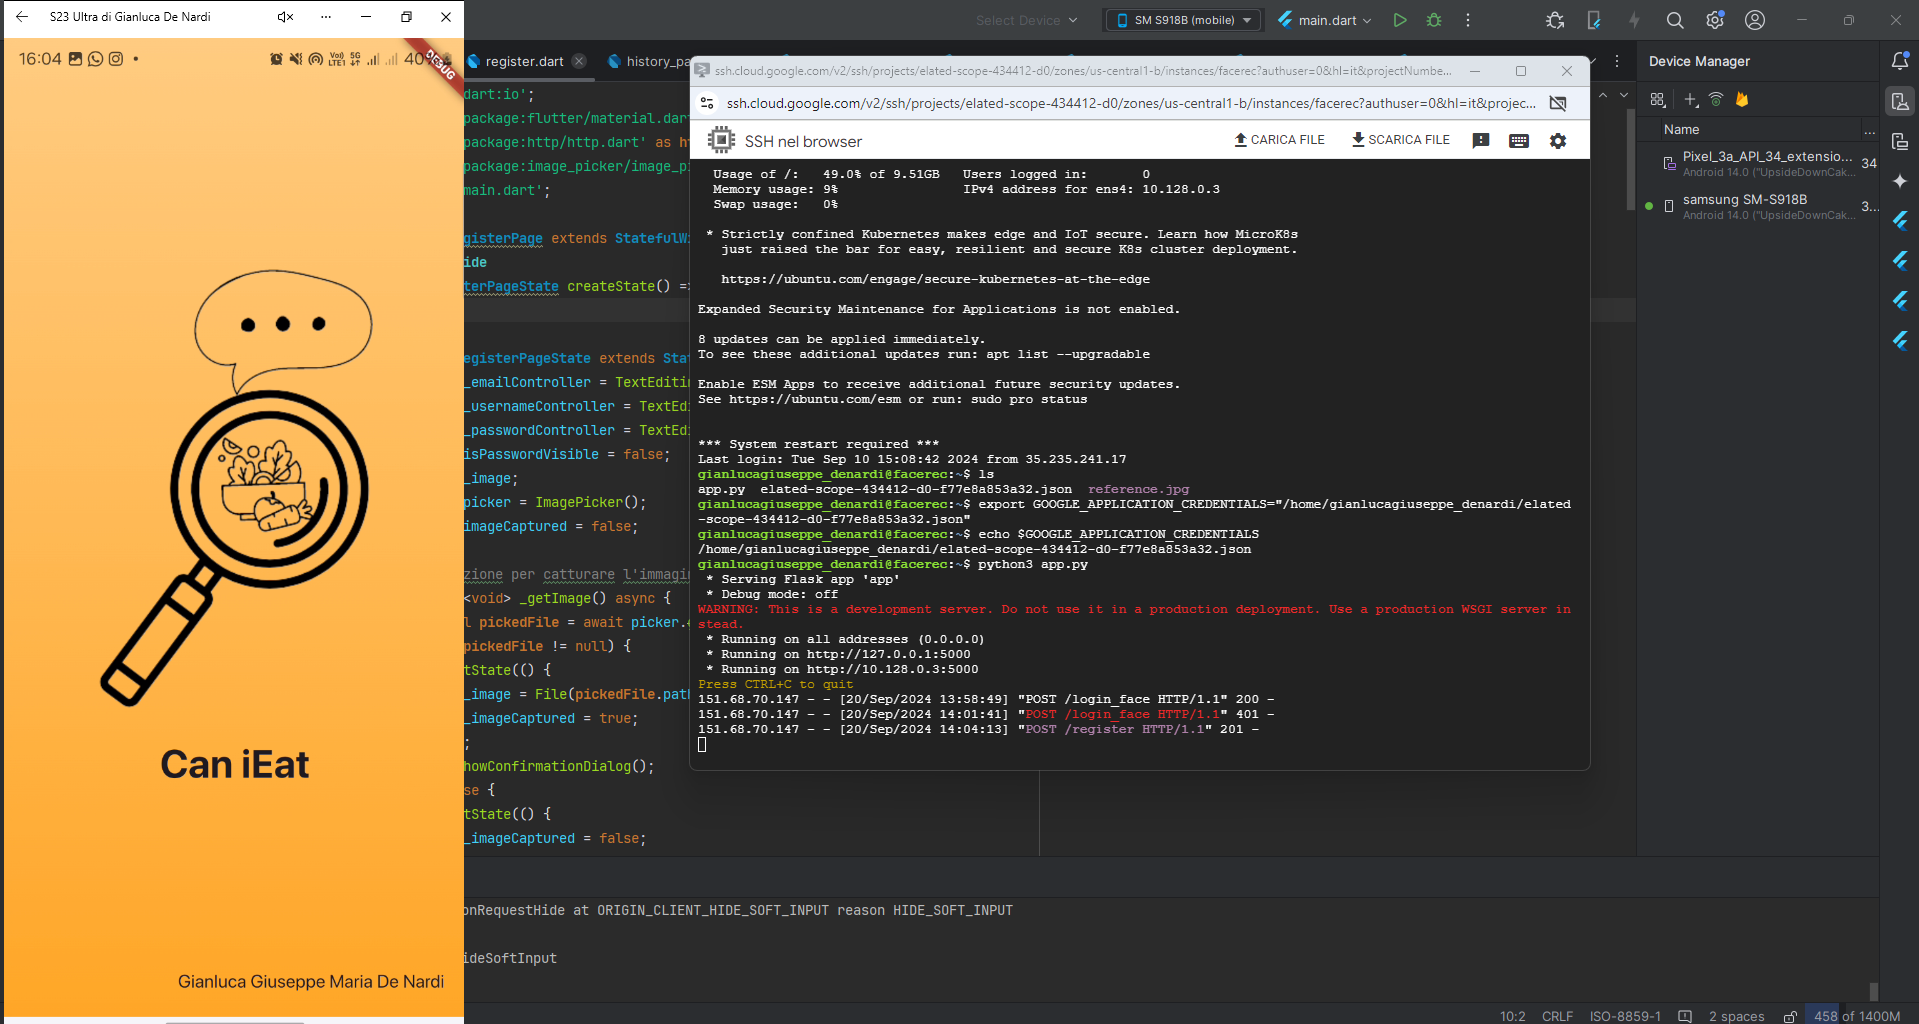 S23 Ultra di Gianluca De Nardi
16:04
40%
DEBUG
Can iEat
Gianluca Giuseppe Maria De Nardi
Select Device
SM S918B (mobile)
main.dart
register.dart
dart:io';
package:flutter/material.dar
package:http/http.dart' as h
package:image_picker/image_pi
main.dart';
gisterPage extends StatefulWi
ide
terPageState createState() =>
egisterPageState extends Stat
_emailController = TextEditin
_usernameController = TextEdi
_passwordController = TextEdi
isPasswordVisible = false;
_image;
picker = ImagePicker();
imageCaptured = false;
zione per catturare l'immagin
<void> _getImage() async {
l pickedFile = await picker.
pickedFile != null) {
tState(() {
_image = File(pickedFile.pat
_imageCaptured = true;
;
howConfirmationDialog();
se {
tState(() {
_imageCaptured = false;
onRequestHide at ORIGIN_CLIENT_HIDE_SOFT_INPUT reason HIDE_SOFT_INPUT
ideSoftInput
history_pa
ssh.cloud.google.com/v2/ssh/projects/elated-scope-434412-d0/zones/us-central1-b/instances/facerec?authuser=0&hl=it&projectNumbe...
ssh.cloud.google.com/v2/ssh/projects/elated-scope-434412-d0/zones/us-central1-b/instances/facerec?authuser=0&hl=it&projec...
SSH nel browser
CARICA FILE
SCARICA FILE
Usage of /: 49.0% of 9.51GB Users logged in: 0
Memory usage: 9% IPv4 address for ens4: 10.128.0.3
Swap usage: 0%
* Strictly confined Kubernetes makes edge and IoT secure. Learn how MicroK8s
just raised the bar for easy, resilient and secure K8s cluster deployment.
https://ubuntu.com/engage/secure-kubernetes-at-the-edge
Expanded Security Maintenance for Applications is not enabled.
8 updates can be applied immediately.
To see these additional updates run: apt list --upgradable
Enable ESM Apps to receive additional future security updates.
See https://ubuntu.com/esm or run: sudo pro status
*** System restart required ***
Last login: Tue Sep 10 15:08:42 2024 from 35.235.241.17
gianlucagiuseppe_denardi@facerec:~$ ls
app.py elated-scope-434412-d0-f77e8a853a32.json reference.jpg
gianlucagiuseppe_denardi@facerec:~$ export GOOGLE_APPLICATION_CREDENTIALS="/home/gianlucagiuseppe_denardi/elated
-scope-434412-d0-f77e8a853a32.json"
gianlucagiuseppe_denardi@facerec:~$ echo $GOOGLE_APPLICATION_CREDENTIALS
/home/gianlucagiuseppe_denardi/elated-scope-434412-d0-f77e8a853a32.json
gianlucagiuseppe_denardi@facerec:~$ python3 app.py
* Serving Flask app 'app'
* Debug mode: off
WARNING: This is a development server. Do not use it in a production deployment. Use a production WSGI server in
stead.
* Running on all addresses (0.0.0.0)
* Running on http://127.0.0.1:5000
* Running on http://10.128.0.3:5000
Press CTRL+C to quit
151.68.70.147 - - [20/Sep/2024 13:58:49] "POST /login_face HTTP/1.1" 200 -
151.68.70.147 - - [20/Sep/2024 14:01:41] "POST /login_face HTTP/1.1" 401 -
151.68.70.147 - - [20/Sep/2024 14:04:13] "POST /register HTTP/1.1" 201 -
Device Manager
Name
...
Pixel_3a_API_34_extensio... 34
Android 14.0 ("UpsideDownCak...
samsung SM-S918B 3...
Android 14.0 ("UpsideDownCak...
10:2 CRLF ISO-8859-1 2 spaces 458 of 1400M